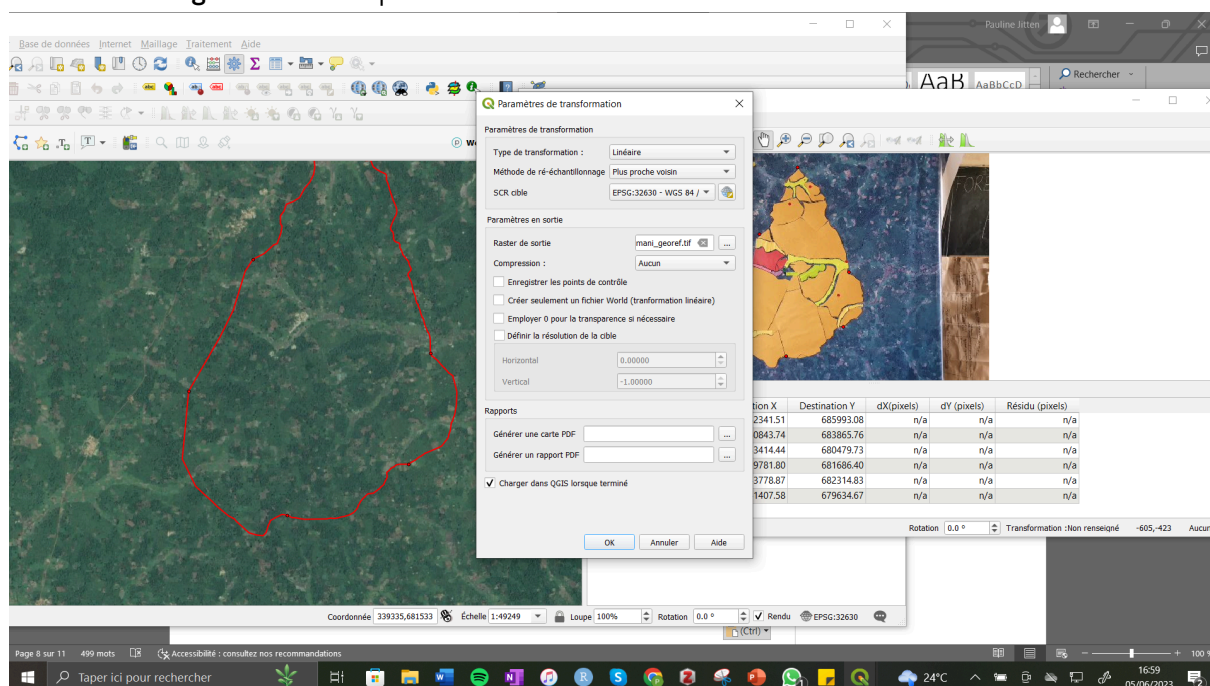 Pauline Jitten
Base de données Internet Maillage Traitement Aide
Rechercher
AaB AaBbCcD
Paramètres de transformation
Paramètres de transformation
Type de transformation : Linéaire
Méthode de ré-échantillonnage Plus proche voisin
SCR cible EPSG:32630 - WGS 84 /
Paramètres en sortie
Raster de sortie mani_georef.tif
Compression : Aucun
Enregistrer les points de contrôle
Créer seulement un fichier World (tranformation linéaire)
Employer 0 pour la transparence si nécessaire
Définir la résolution de la cible
Horizontal 0.00000
Vertical -1.00000
Rapports
Générer une carte PDF
Générer un rapport PDF
Charger dans QGIS lorsque terminé
OK Annuler Aide
tion X Destination Y dX(pixels) dY (pixels) Résidu (pixels)
2341.51 685993.08 n/a n/a n/a
0843.74 683865.76 n/a n/a n/a
3414.44 680479.73 n/a n/a n/a
9781.80 681686.40 n/a n/a n/a
3778.87 682314.83 n/a n/a n/a
1407.58 679634.67 n/a n/a n/a
Rotation 0.0 ° Transformation :Non renseigné -605,-423 Aucun
Coordonnée 339335,681533 Échelle 1:49249 Loupe 100% Rotation 0.0 ° Rendu EPSG:32630
(Ctrl)
Page 8 sur 11 499 mots Accessibilité : consultez nos recommandations 100 %
Taper ici pour rechercher 24°C 16:59
05/06/2023